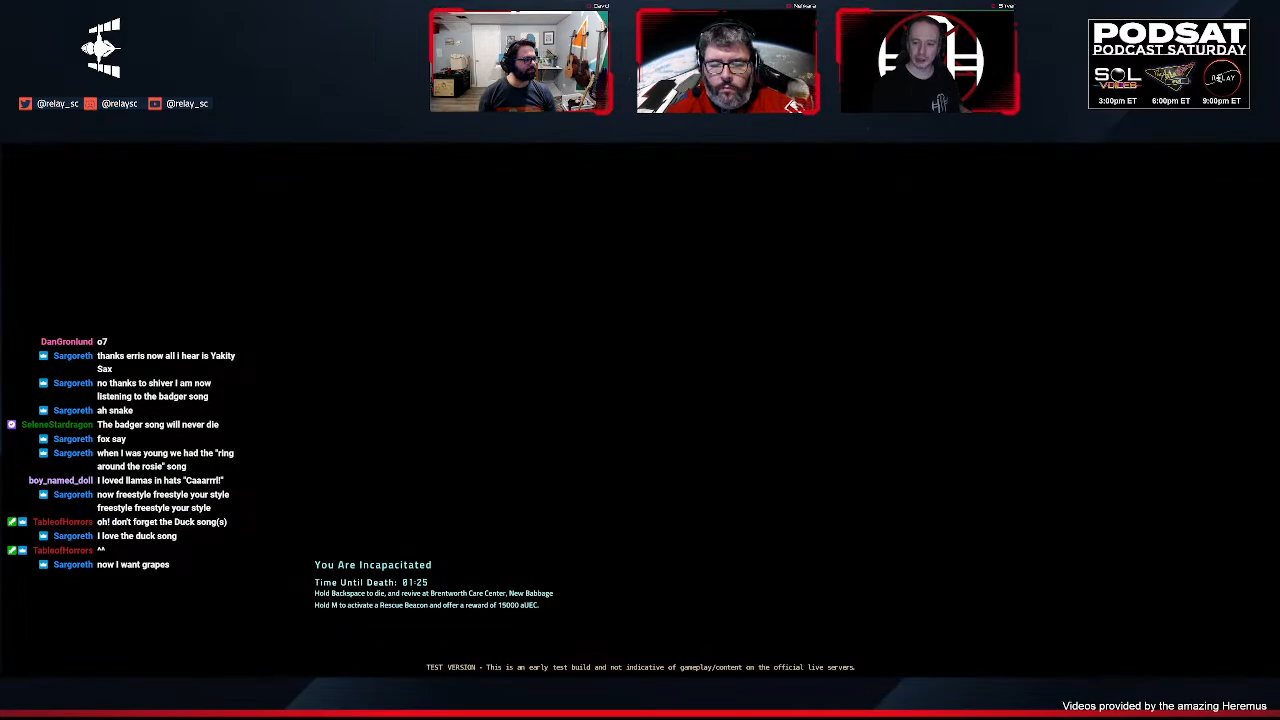 David
Nalkara
Silver
PODSAT
PODCAST SATURDAY
SOL
VOICES
RELAY
3:00pm ET
6:00pm ET
9:00pm ET
@relay_sc
@relaysc
@relay_sc
DanGronlund o7
Sargoreth thanks erris now all i hear is Yakity
Sax
Sargoreth no thanks to shiver I am now
listening to the badger song
Sargoreth ah snake
SeleneStardragon The badger song will never die
Sargoreth fox say
Sargoreth when I was young we had the "ring
around the rosie" song
boy_named_doll I loved llamas in hats "Caaarrrl!"
Sargoreth now freestyle freestyle your style
freestyle freestyle your style
TableofHorrors oh! don't forget the Duck song(s)
Sargoreth I love the duck song
TableofHorrors ^^
Sargoreth now I want grapes
You Are Incapacitated
Time Until Death: 01:25
Hold Backspace to die, and revive at Brentworth Care Center, New Babbage
Hold M to activate a Rescue Beacon and offer a reward of 15000 aUEC.
TEST VERSION - This is an early test build and not indicative of gameplay/content on the official live servers.
Videos provided by the amazing Heremus